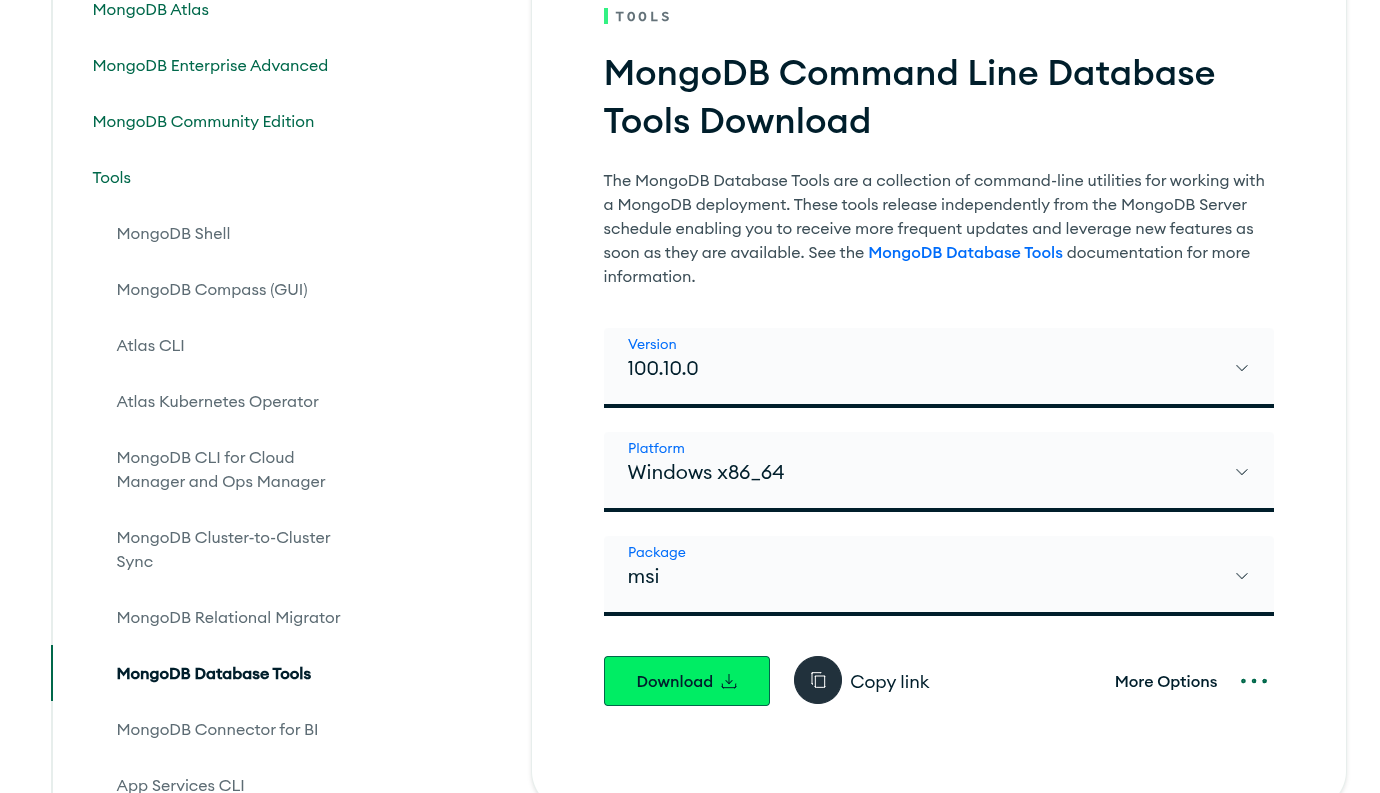 MongoDB Atlas
MongoDB Enterprise Advanced
MongoDB Community Edition
Tools
MongoDB Shell
MongoDB Compass (GUI)
Atlas CLI
Atlas Kubernetes Operator
MongoDB CLI for Cloud
Manager and Ops Manager
MongoDB Cluster-to-Cluster
Sync
MongoDB Relational Migrator
MongoDB Database Tools
MongoDB Connector for BI
App Services CLI
TOOLS
MongoDB Command Line Database
Tools Download
The MongoDB Database Tools are a collection of command-line utilities for working with
a MongoDB deployment. These tools release independently from the MongoDB Server
schedule enabling you to receive more frequent updates and leverage new features as
soon as they are available. See the MongoDB Database Tools documentation for more
information.
Version
100.10.0
Platform
Windows x86_64
Package
msi
Download
Copy link
More Options